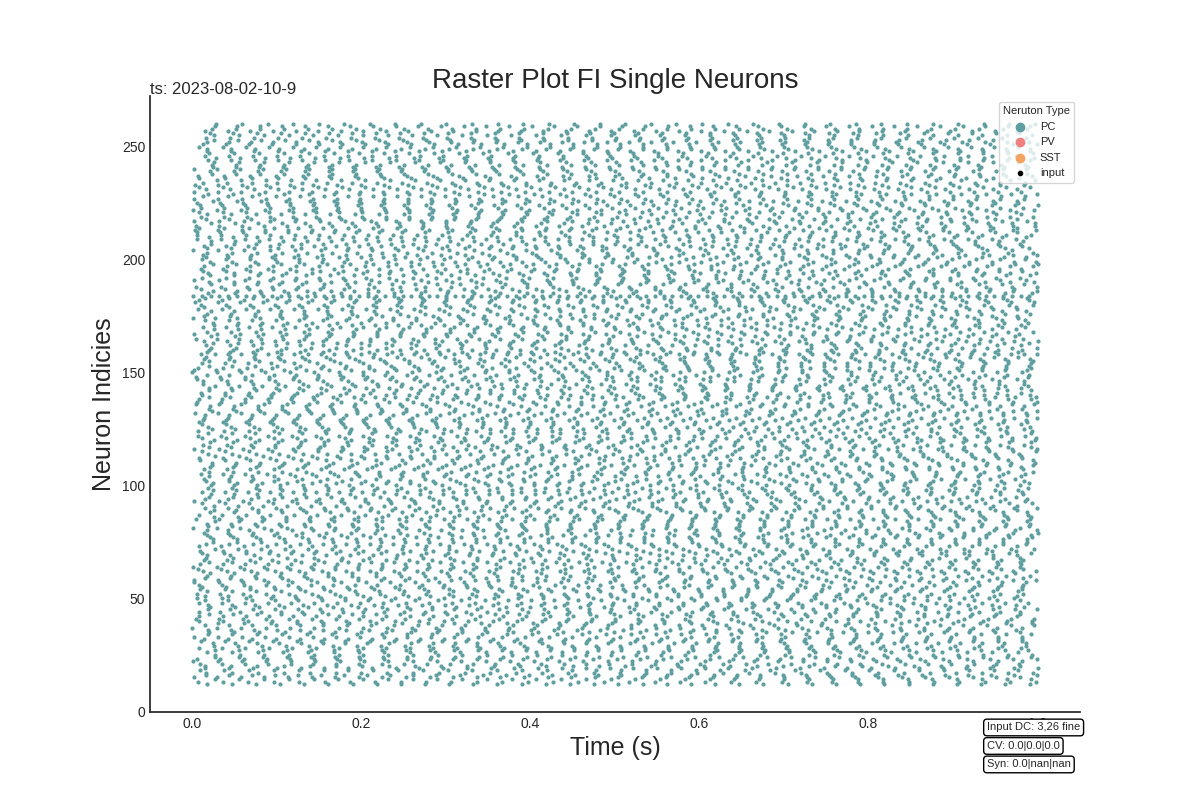 Raster Plot FI Single Neurons
ts: 2023-08-02-10-9
Neruton Type
PC
PV
SST
input
250
200
150
100
50
0
Neuron Indicies
0.0 0.2 0.4 0.6 0.8
Time (s)
Input DC: 3,26 fine
CV: 0.0|0.0|0.0
Syn: 0.0|nan|nan